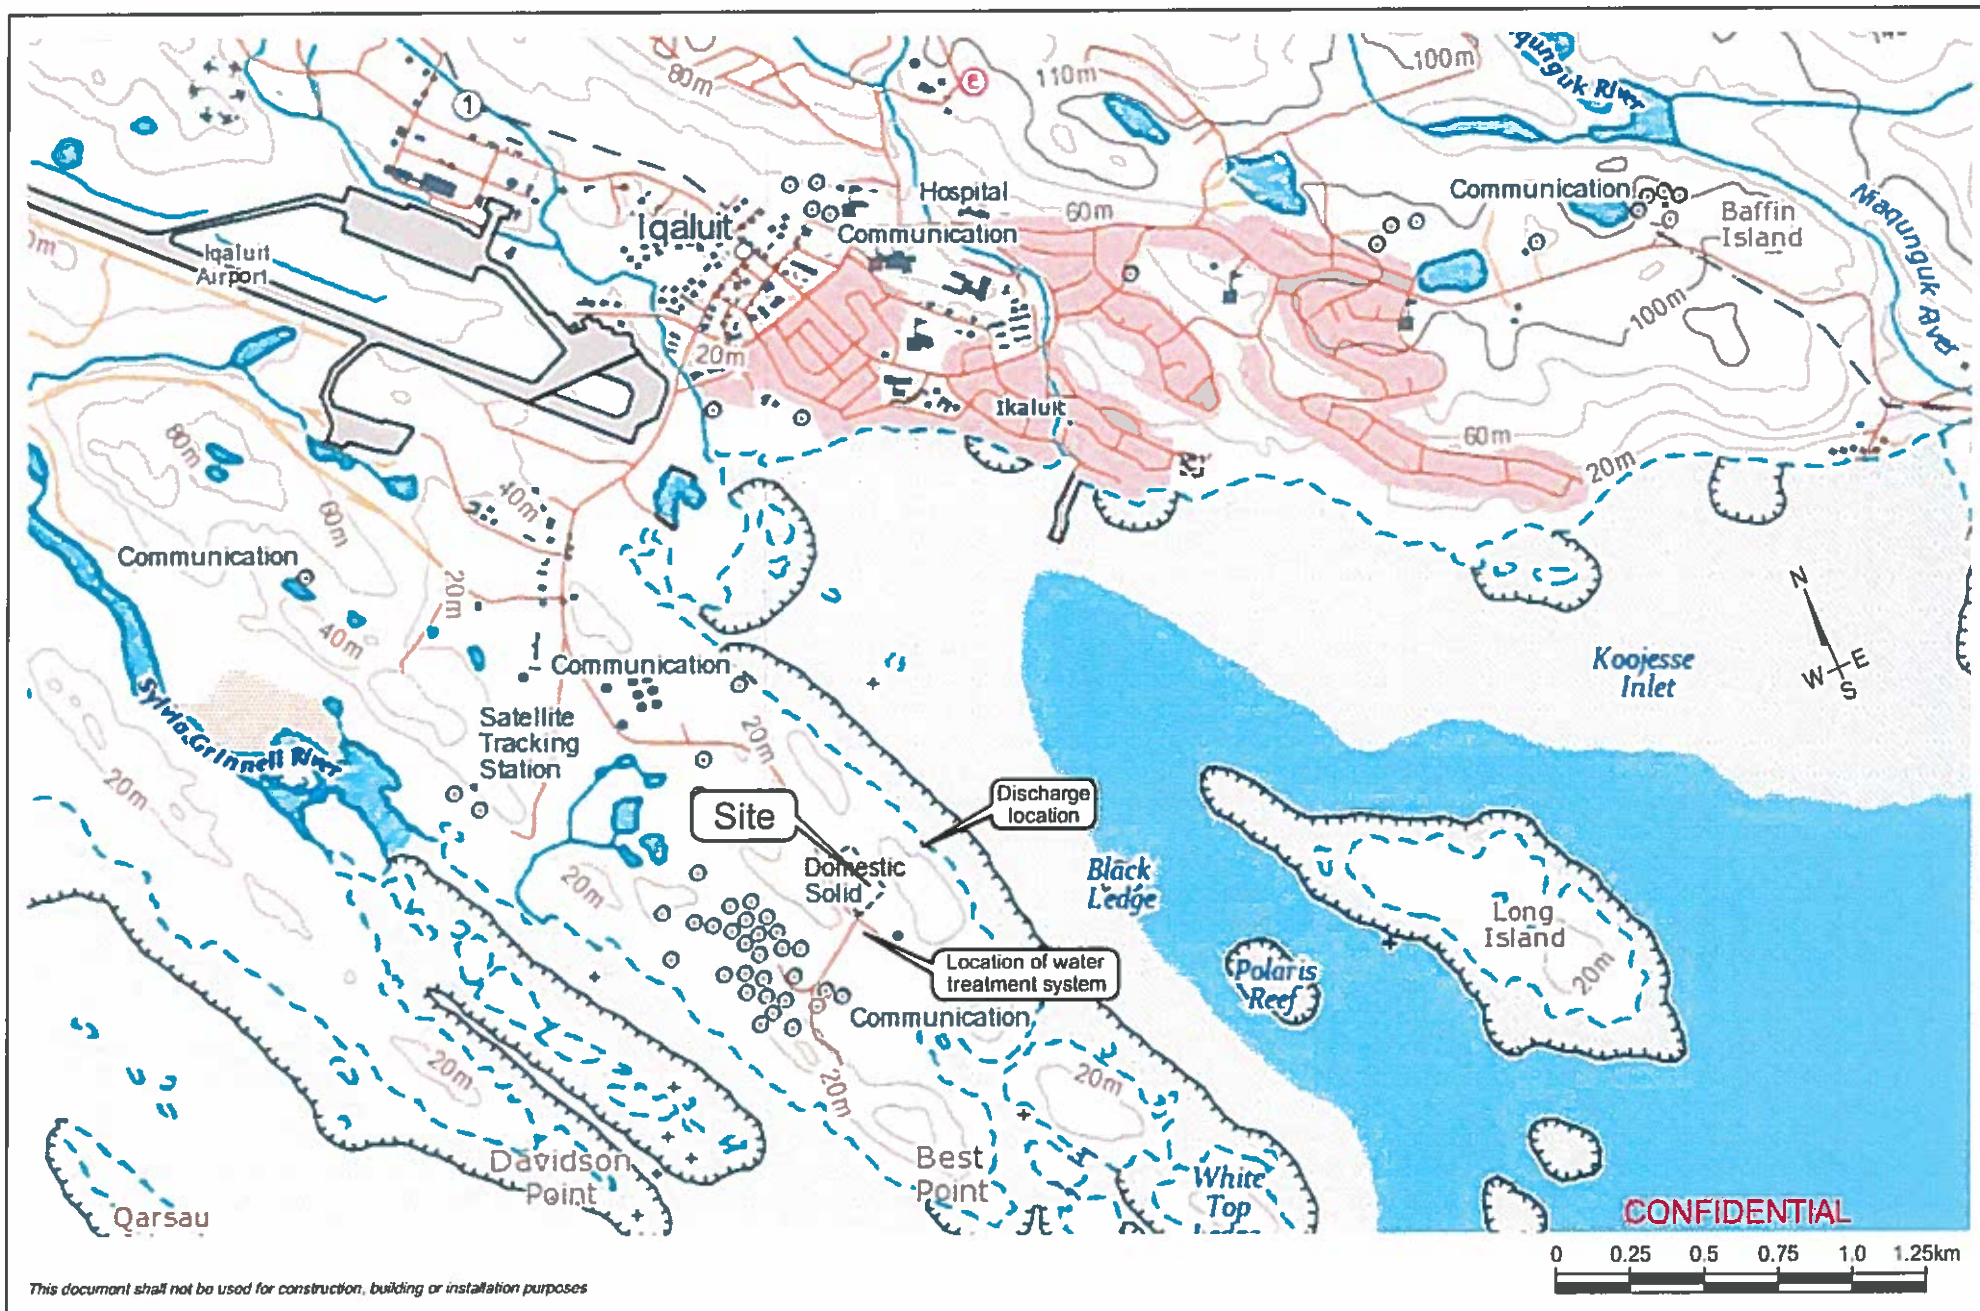 80m
110m
100m
1
Hospital
Communication
Iqaluit
60m
Communication
Baffin
Island
Maqunguk River
Iqaluit
Airport
20m
100m
Ikaluit
60m
20m
80m
60m
40m
Communication
20m
40m
Koojesse
Inlet
N
W
E
S
Sylvia Grinnell River
Communication
Satellite
Tracking
Station
20m
20m
Site
Discharge
location
Domestic
Solid
Black
Ledge
Long
Island
20m
20m
Location of water
treatment system
Polaris
Reef
Communication
20m
20m
20m
Davidson
Point
Best
Point
White
Top
Qarsau
CONFIDENTIAL
0 0.25 0.5 0.75 1.0 1.25km
This document shall not be used for construction, building or installation purposes